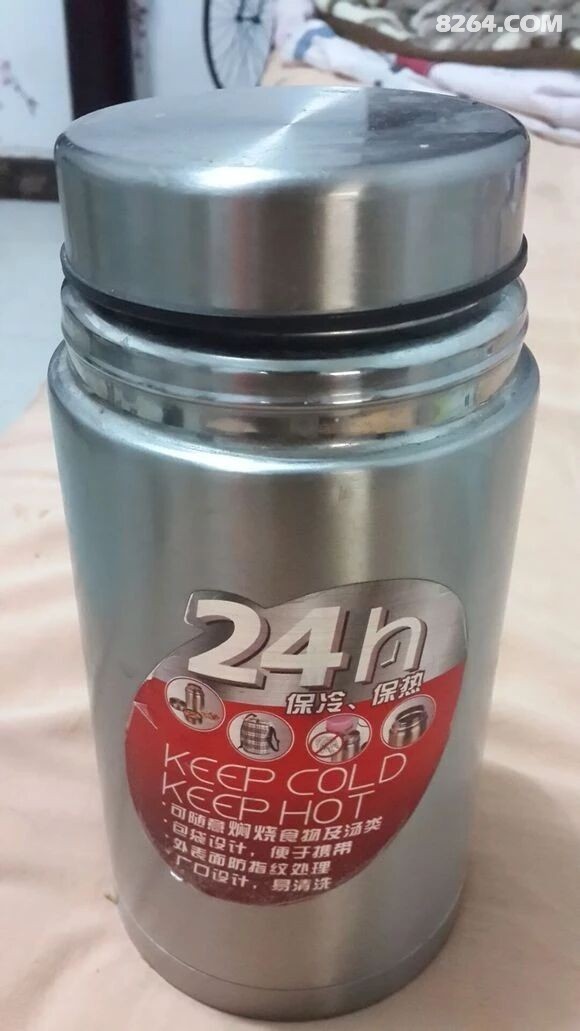 8264.COM
24h
保冷、保热
KEEP COLD
KEEP HOT
·可随意焖烧食物及汤类
·包袋设计，便于携带
·外表面防指纹处理
·广口设计，易清洗